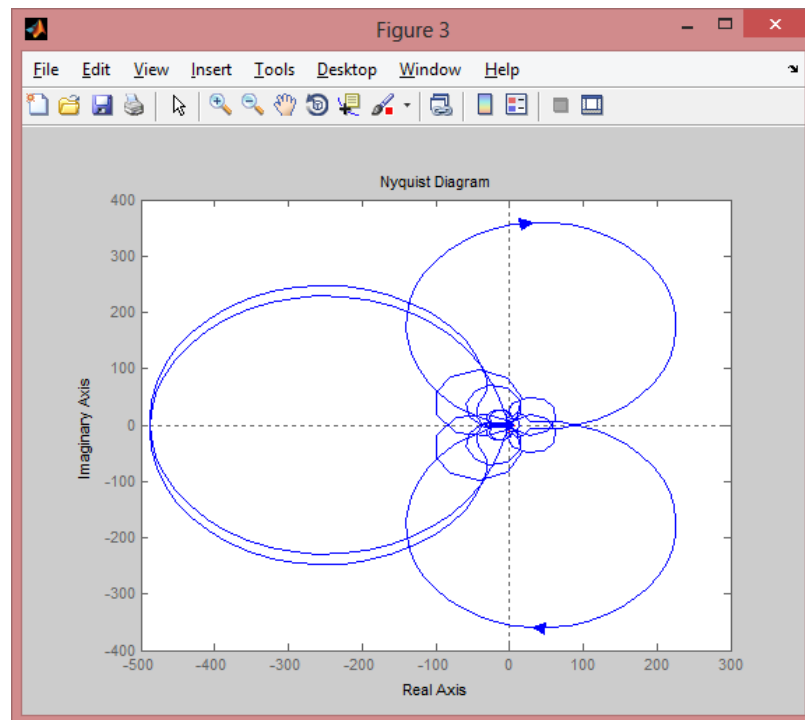 Figure 3
File Edit View Insert Tools Desktop Window Help
Nyquist Diagram
400
300
200
100
0
-100
-200
-300
-400
Imaginary Axis
-500 -400 -300 -200 -100 0 100 200 300
Real Axis